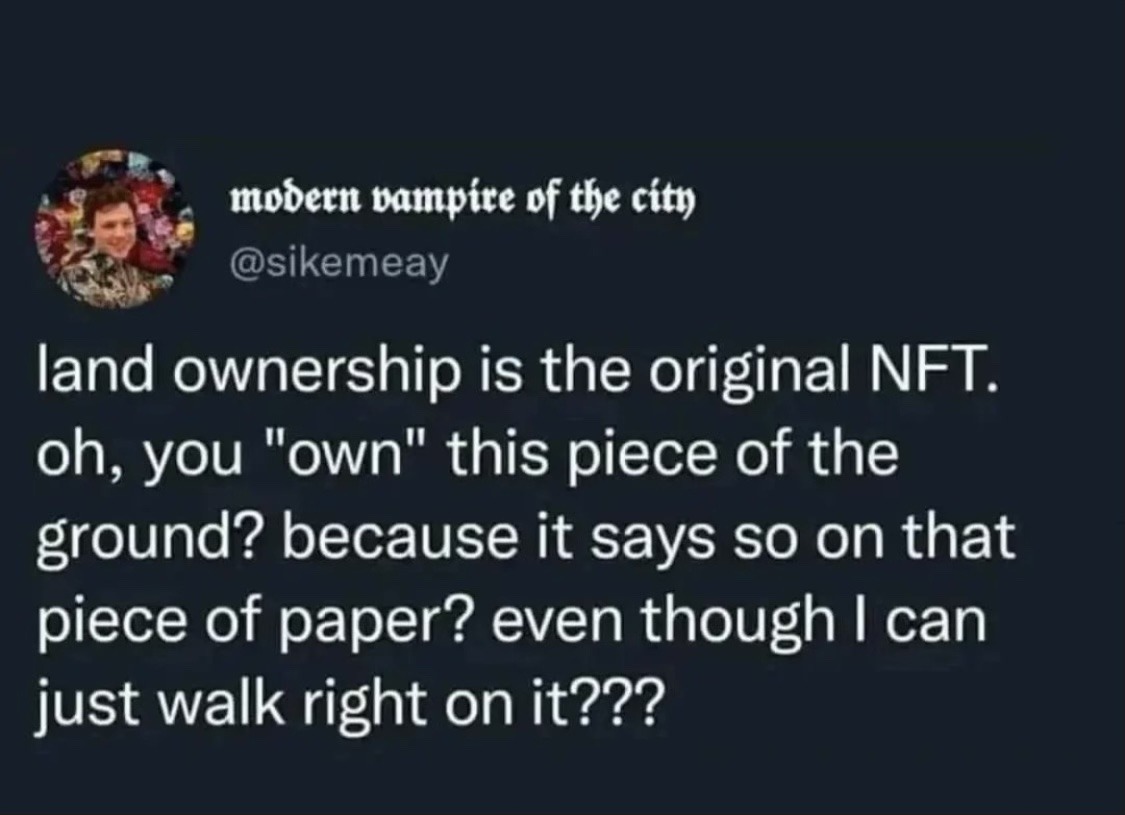 modern vampire of the city
@sikemeay
land ownership is the original NFT.
oh, you "own" this piece of the
ground? because it says so on that
piece of paper? even though I can
just walk right on it???